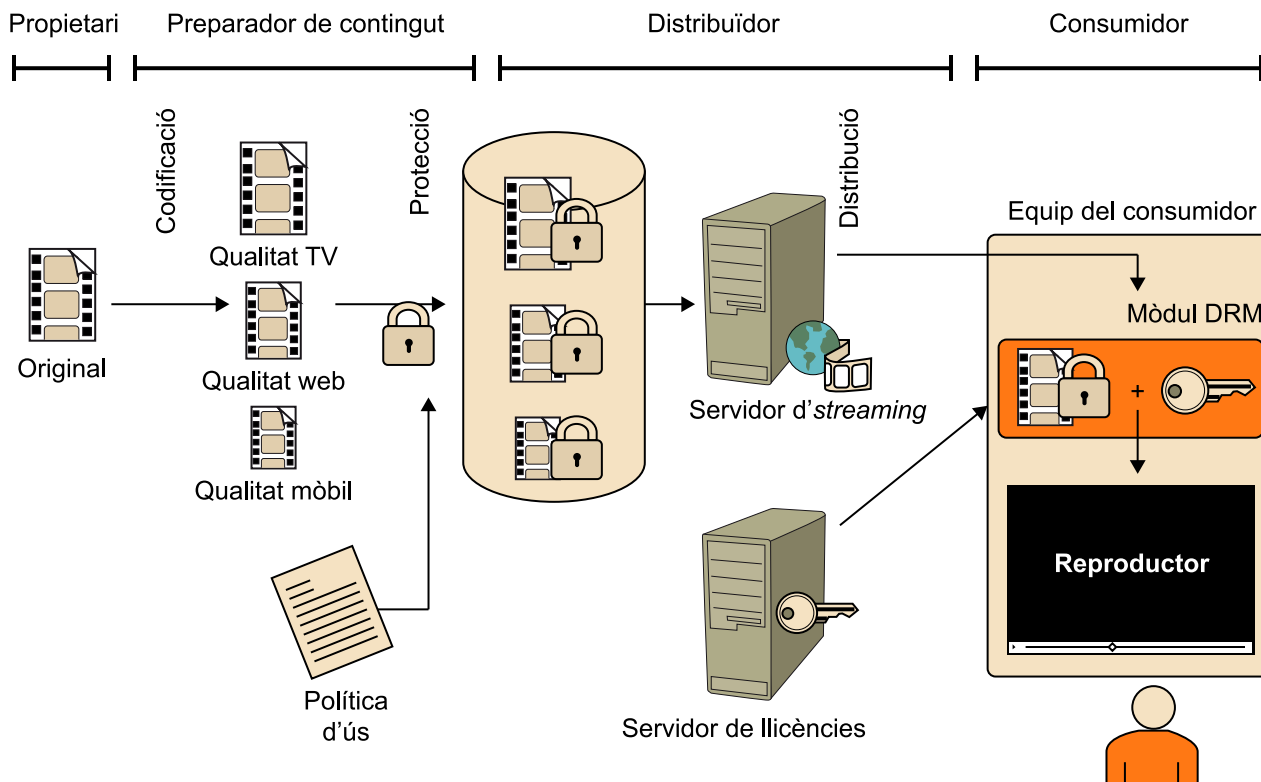 Propietari
Preparador de contingut
Distribuïdor
Consumidor
Codificació
Protecció
Distribució
Qualitat TV
Original
Qualitat web
Qualitat mòbil
Política
d'ús
Servidor d'streaming
Servidor de llicències
Equip del consumidor
Mòdul DRM
+
Reproductor